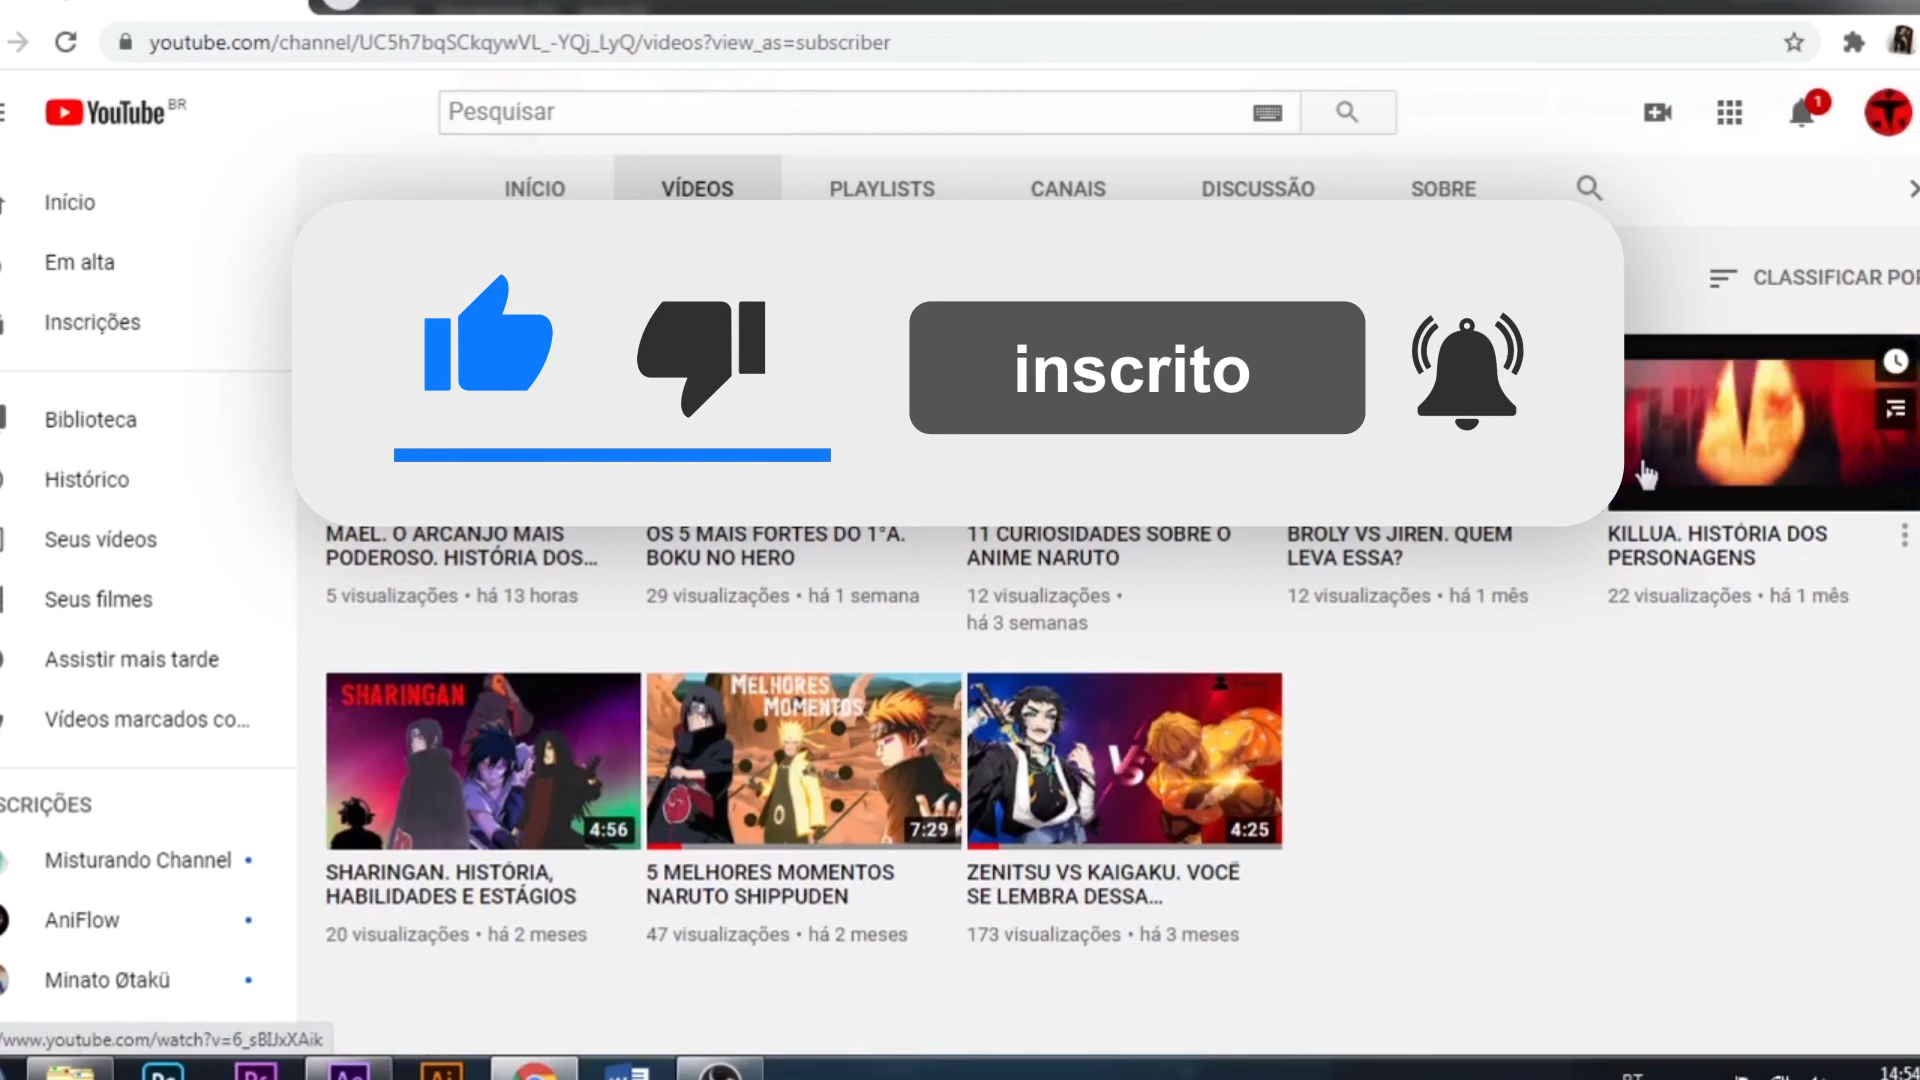 youtube.com/channel/UC5h7bqSCkqywVL_-YQj_LyQ/videos?view_as=subscriber
YouTube BR
Pesquisar
1
INÍCIO VÍDEOS PLAYLISTS CANAIS DISCUSSÃO SOBRE
Início
Em alta
Inscrições
CLASSIFICAR POR
inscrito
Biblioteca
Histórico
Seus vídeos
Seus filmes
Assistir mais tarde
Vídeos marcados co...
SCRIÇÕES
Misturando Channel
AniFlow
Minato Øtakü
MAEL. O ARCANJO MAIS
PODEROSO. HISTÓRIA DOS...
5 visualizações • há 13 horas
OS 5 MAIS FORTES DO 1°A.
BOKU NO HERO
29 visualizações • há 1 semana
11 CURIOSIDADES SOBRE O
ANIME NARUTO
12 visualizações •
há 3 semanas
BROLY VS JIREN. QUEM
LEVA ESSA?
12 visualizações • há 1 mês
KILLUA. HISTÓRIA DOS
PERSONAGENS
22 visualizações • há 1 mês
SHARINGAN
4:56
SHARINGAN. HISTÓRIA,
HABILIDADES E ESTÁGIOS
20 visualizações • há 2 meses
MELHORES
MOMENTOS
7:29
5 MELHORES MOMENTOS
NARUTO SHIPPUDEN
47 visualizações • há 2 meses
VS
4:25
ZENITSU VS KAIGAKU. VOCÊ
SE LEMBRA DESSA...
173 visualizações • há 3 meses
/www.youtube.com/watch?v=6_sBIJxXAik
14:54